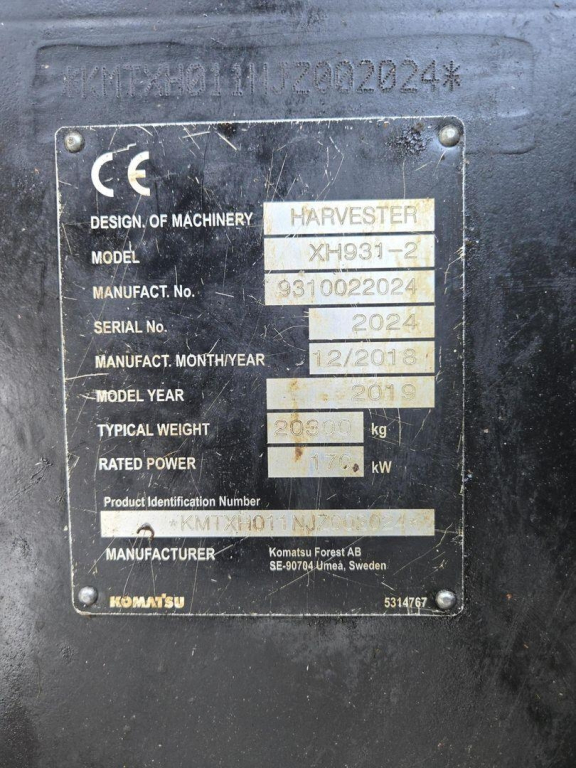 *KMTXH011NJZ002024*
CE
DESIGN. OF MACHINERY HARVESTER
MODEL XH931-2
MANUFACT. No. 9310022024
SERIAL No. 2024
MANUFACT. MONTH/YEAR 12/2018
MODEL YEAR 2019
TYPICAL WEIGHT kg
RATED POWER kW
Product Identification Number
MANUFACTURER Komatsu Forest AB
SE-90704 Umeå, Sweden
KOMATSU 5314767